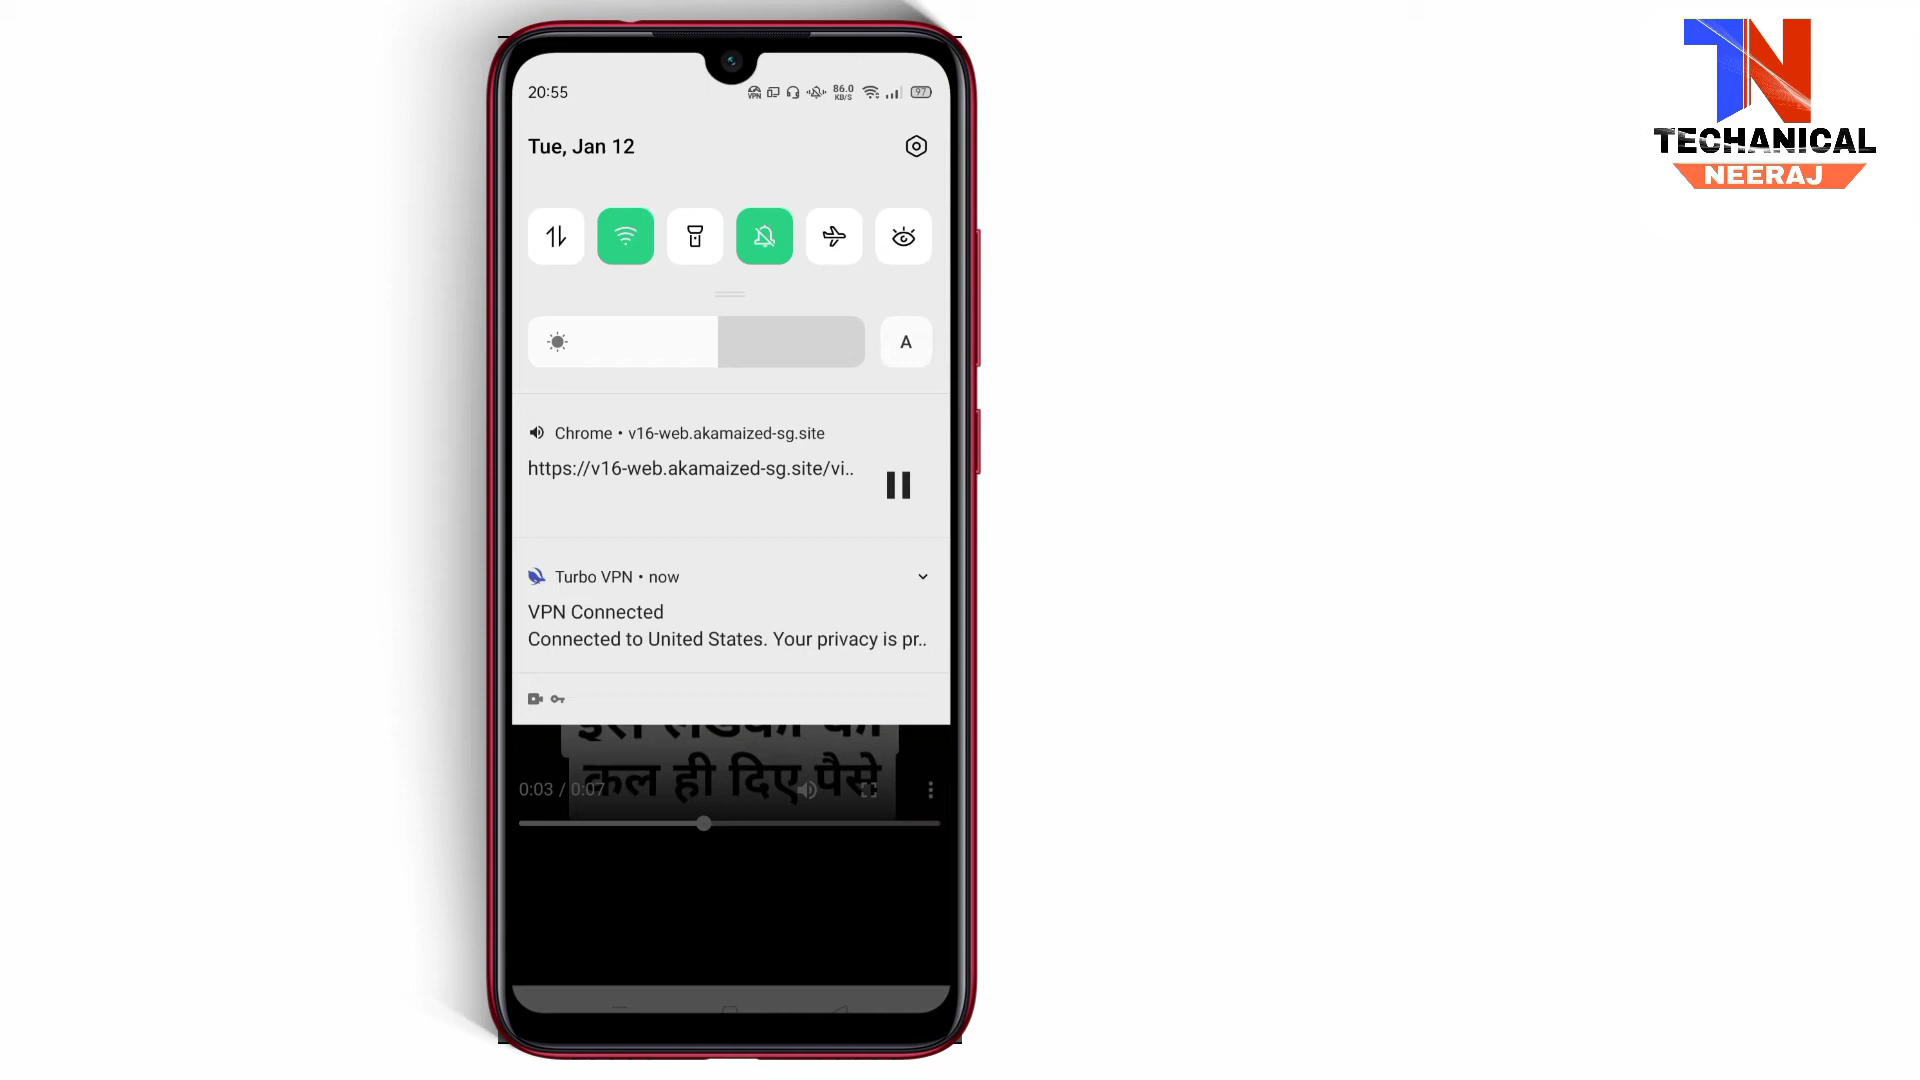 20:55
VPN
86.0
KB/S
97
TN
TECHANICAL
NEERAJ
Tue, Jan 12
A
Chrome • v16-web.akamaized-sg.site
https://v16-web.akamaized-sg.site/vi..
Turbo VPN • now
VPN Connected
Connected to United States. Your privacy is pr..
कल ही दिए पैसे
0:03 / 0:07